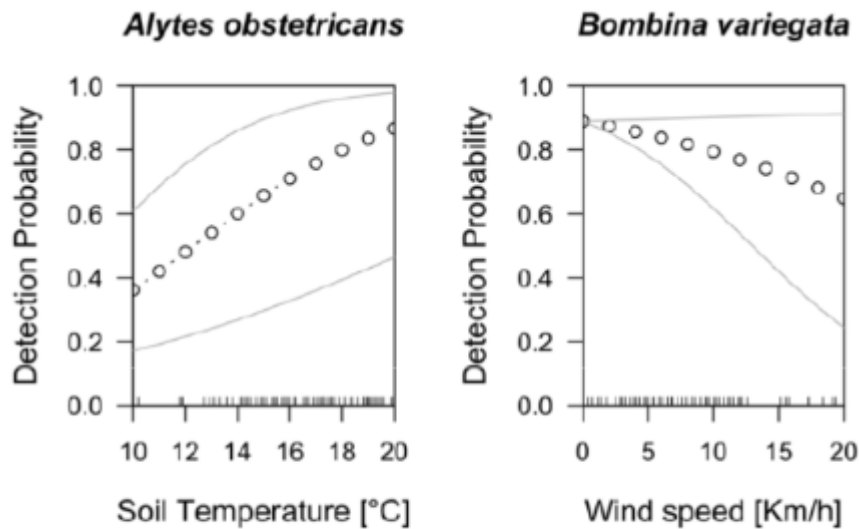 Alytes obstetricans
Detection Probability
1.0
0.8
0.6
0.4
0.2
0.0
10 12 14 16 18 20
Soil Temperature [°C]
Bombina variegata
Detection Probability
1.0
0.8
0.6
0.4
0.2
0.0
0 5 10 15 20
Wind speed [Km/h]